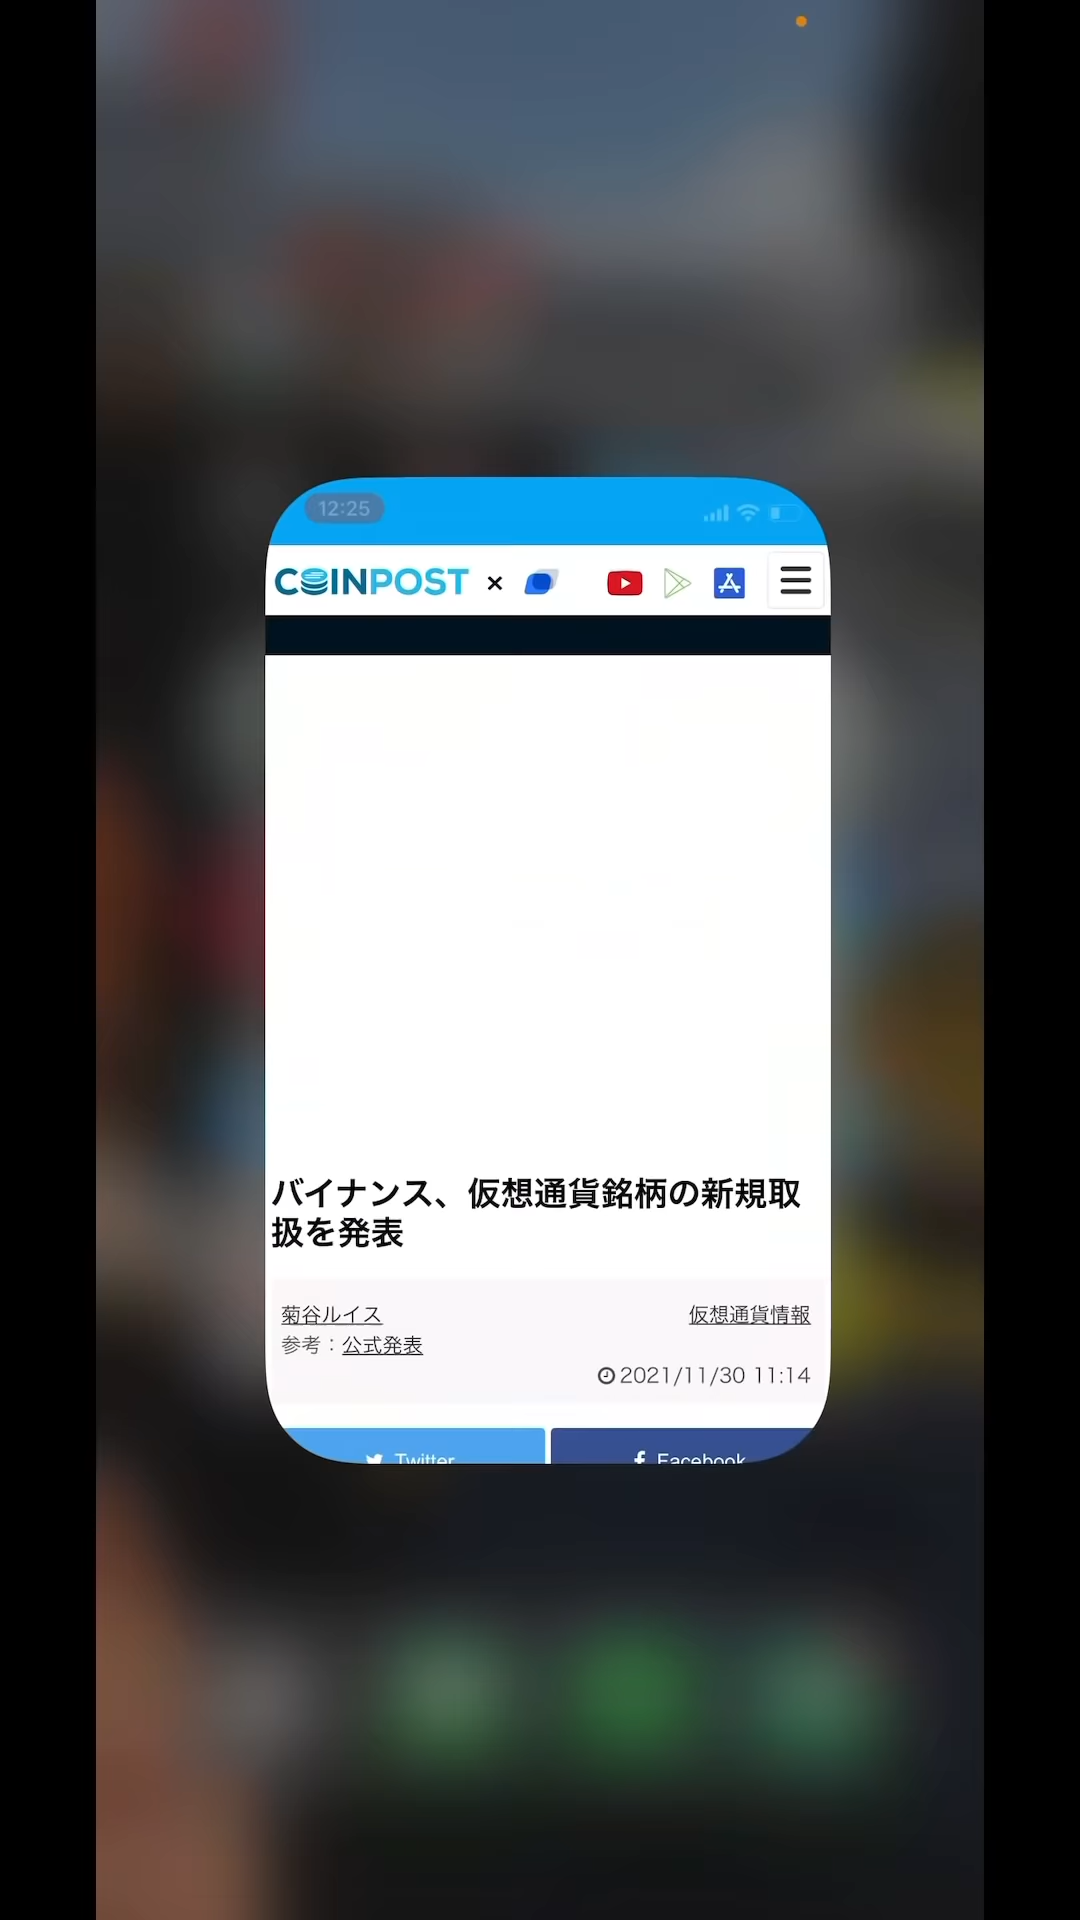 12:25
COINPOST ×
バイナンス、仮想通貨銘柄の新規取
扱を発表
菊谷ルイス 仮想通貨情報
参考：公式発表
2021/11/30 11:14
Twitter Facebook